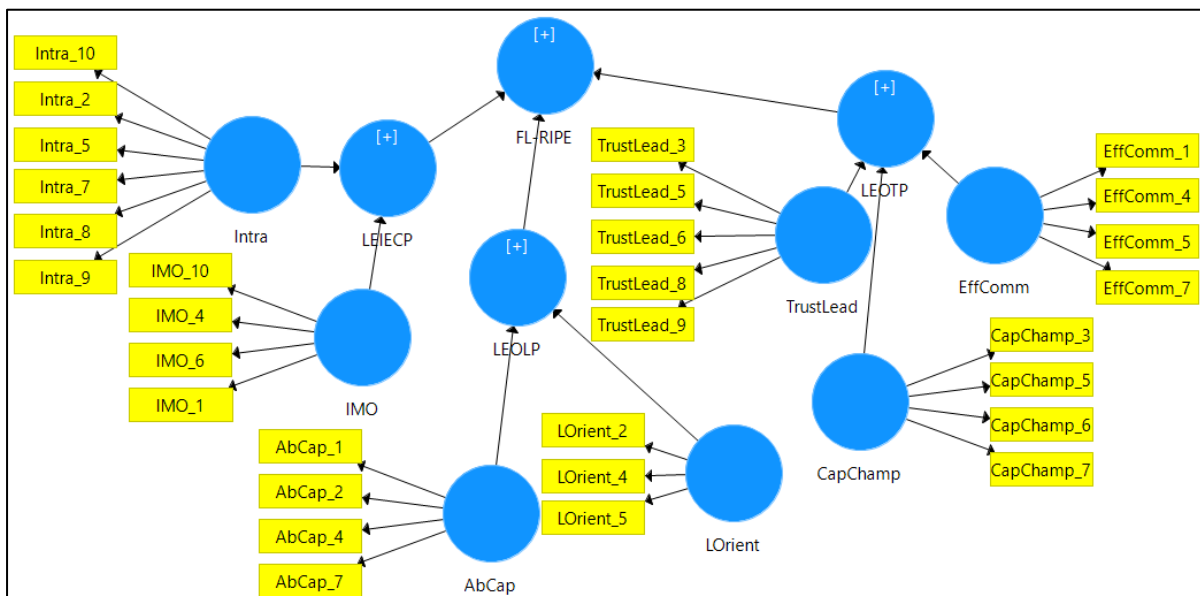 [+]
FL-RIPE
Intra_10
Intra_2
Intra_5
Intra_7
Intra_8
Intra_9
Intra
[+]
LEIECP
[+]
LEOTP
TrustLead_3
TrustLead_5
TrustLead_6
TrustLead_8
TrustLead_9
TrustLead
EffComm_1
EffComm_4
EffComm_5
EffComm_7
EffComm
IMO_10
IMO_4
IMO_6
IMO_1
IMO
[+]
LEOLP
CapChamp_3
CapChamp_5
CapChamp_6
CapChamp_7
CapChamp
AbCap_1
AbCap_2
AbCap_4
AbCap_7
AbCap
LOrient_2
LOrient_4
LOrient_5
LOrient